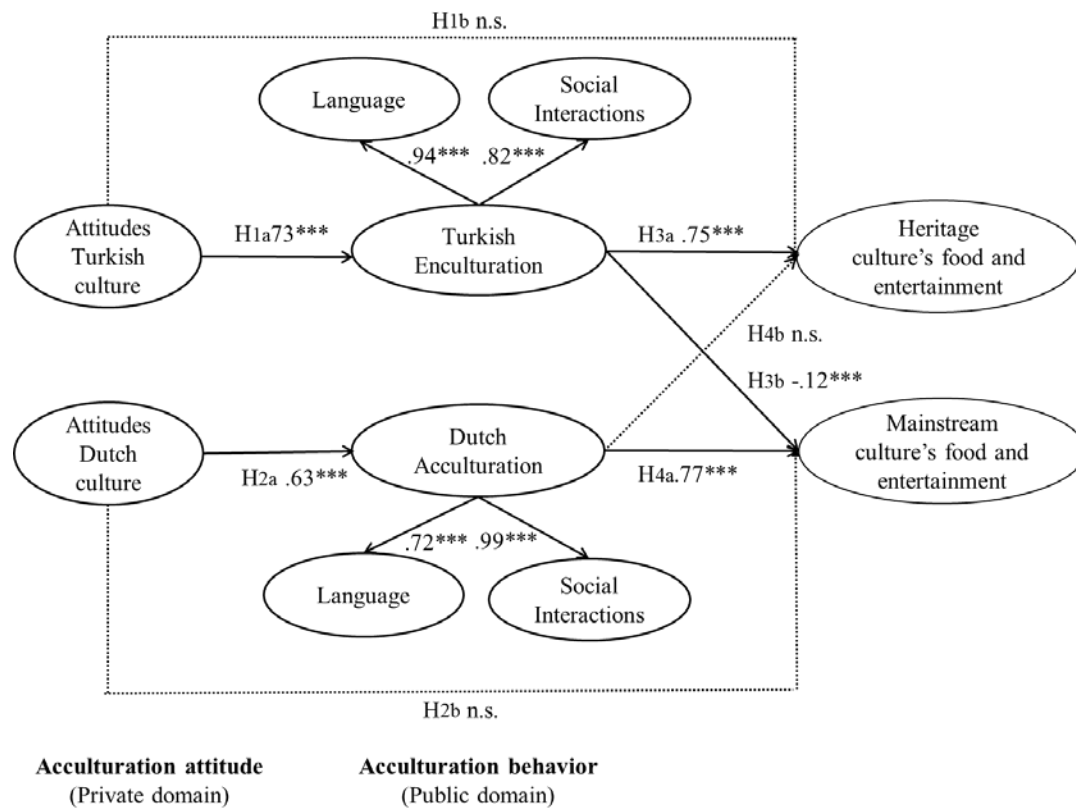 H1b n.s.
Language
Social
Interactions
.94*** .82***
Attitudes
Turkish
culture
H1a73***
Turkish
Enculturation
H3a .75***
Heritage
culture's food and
entertainment
H4b n.s.
H3b -.12***
Attitudes
Dutch
culture
H2a .63***
Dutch
Acculturation
H4a.77***
Mainstream
culture's food and
entertainment
.72*** .99***
Language
Social
Interactions
H2b n.s.
Acculturation attitude
(Private domain)
Acculturation behavior
(Public domain)